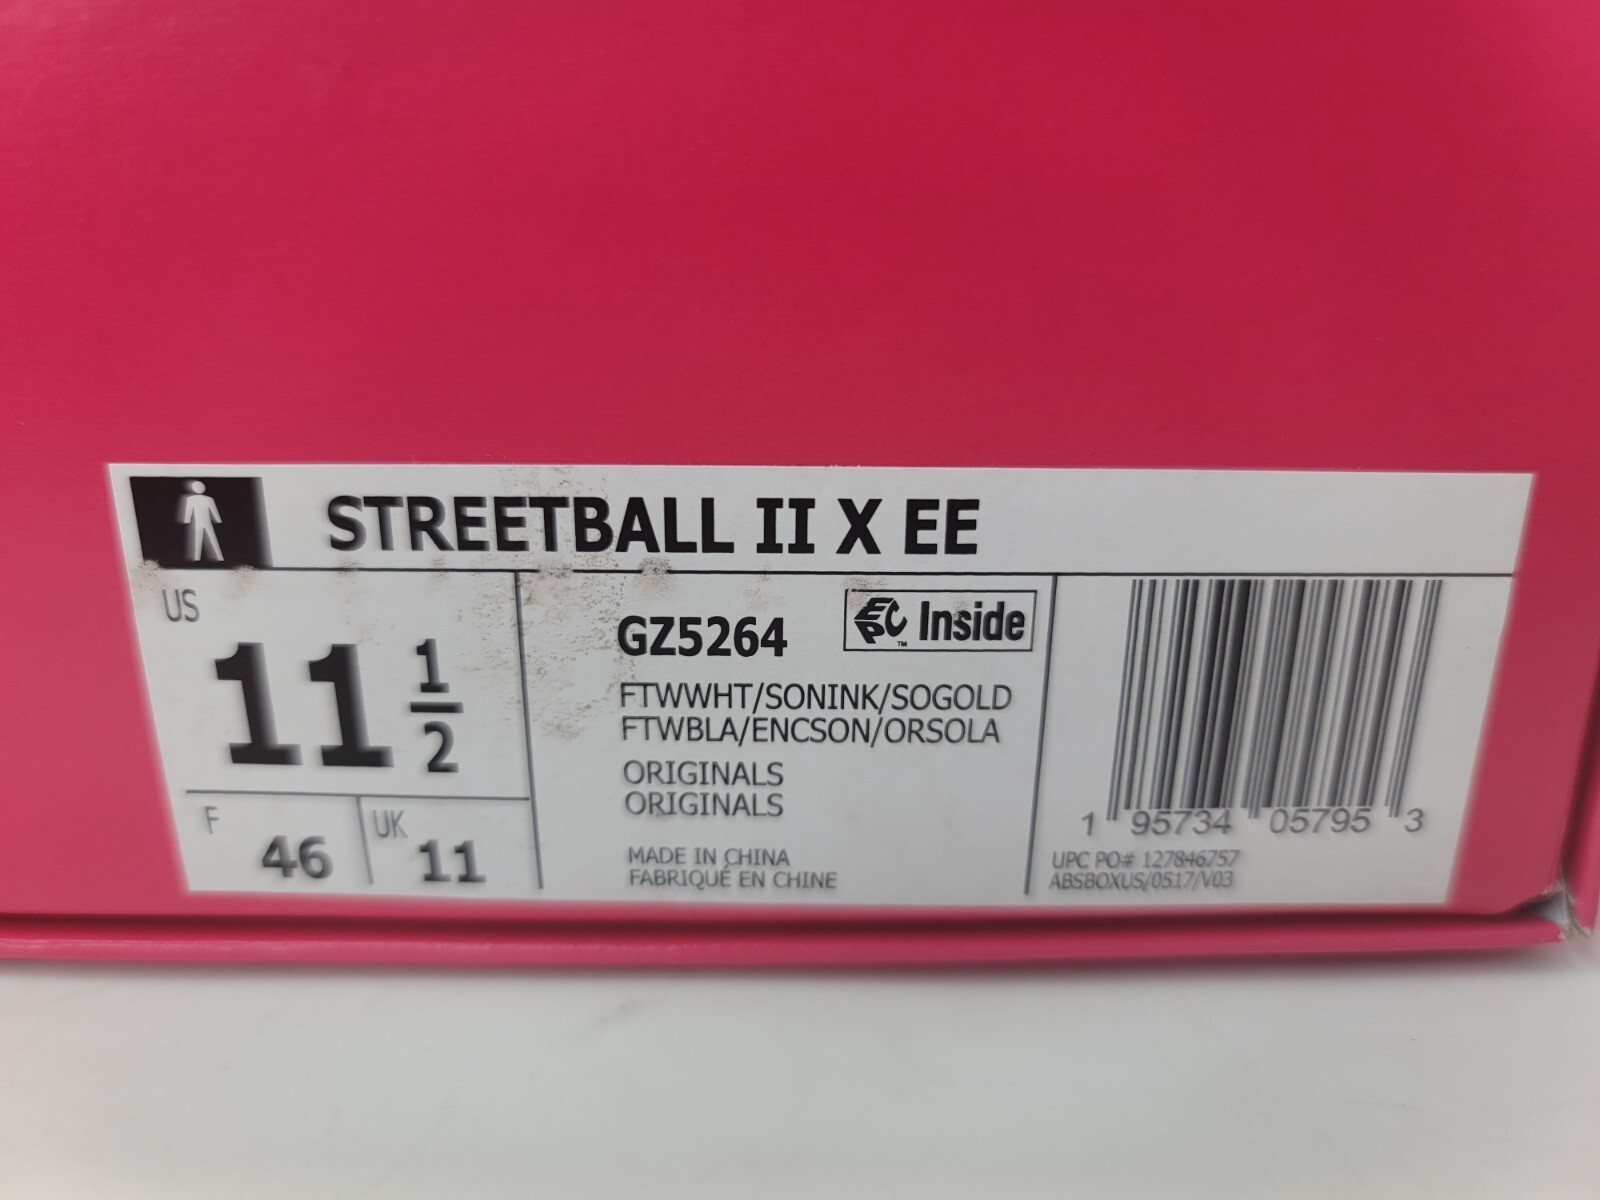 STREETBALL II X EE
US
11 1/2
F
46
UK
11
GZ5264
EPC Inside
™
FTWWHT/SONINK/SOGOLD
FTWBLA/ENCSON/ORSOLA
ORIGINALS
ORIGINALS
MADE IN CHINA
FABRIQUÉ EN CHINE
1 95734 05795 3
UPC PO# 127846757
ABSBOXUS/0517/V03